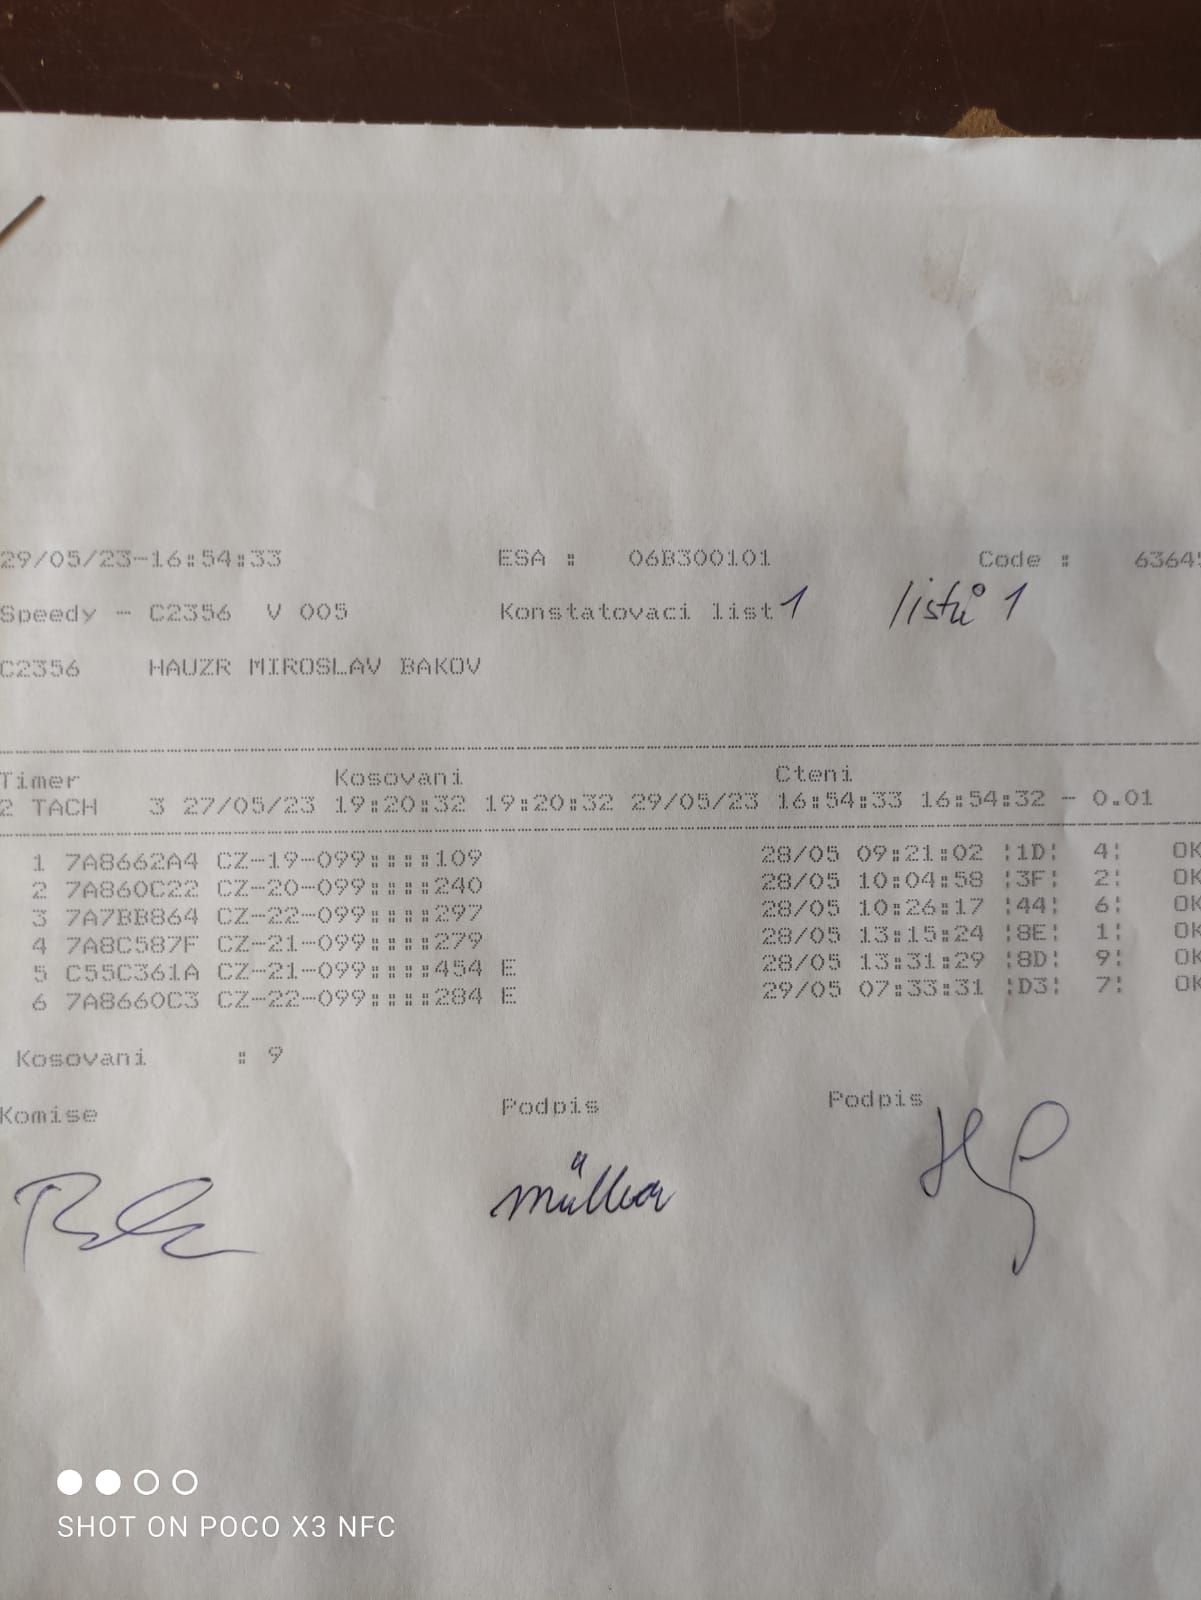 29/05/23-16:54:33 ESA : 06B300101 Code : 63645
Speedy - C2356 V 005 Konstatovaci list 1 listů 1
C2356 HAUZR MIROSLAV BAKOV
Timer Kosovani Cteni
2 TACH 3 27/05/23 19:20:32 19:20:32 29/05/23 16:54:33 16:54:32 - 0.01
1 7A8662A4 CZ-19-099::::109 28/05 09:21:02 ¦1D¦ 4¦ OK
2 7A860C22 CZ-20-099::::240 28/05 10:04:58 ¦3F¦ 2¦ OK
3 7A7BB864 CZ-22-099::::297 28/05 10:26:17 ¦44¦ 6¦ OK
4 7A8C587F CZ-21-099::::279 28/05 13:15:24 ¦8E¦ 1¦ OK
5 C55C361A CZ-21-099::::454 E 28/05 13:31:29 ¦8D¦ 9¦ OK
6 7A8660C3 CZ-22-099::::284 E 29/05 07:33:31 ¦D3¦ 7¦ OK
Kosovani : 9
Komise Podpis Podpis
SHOT ON POCO X3 NFC